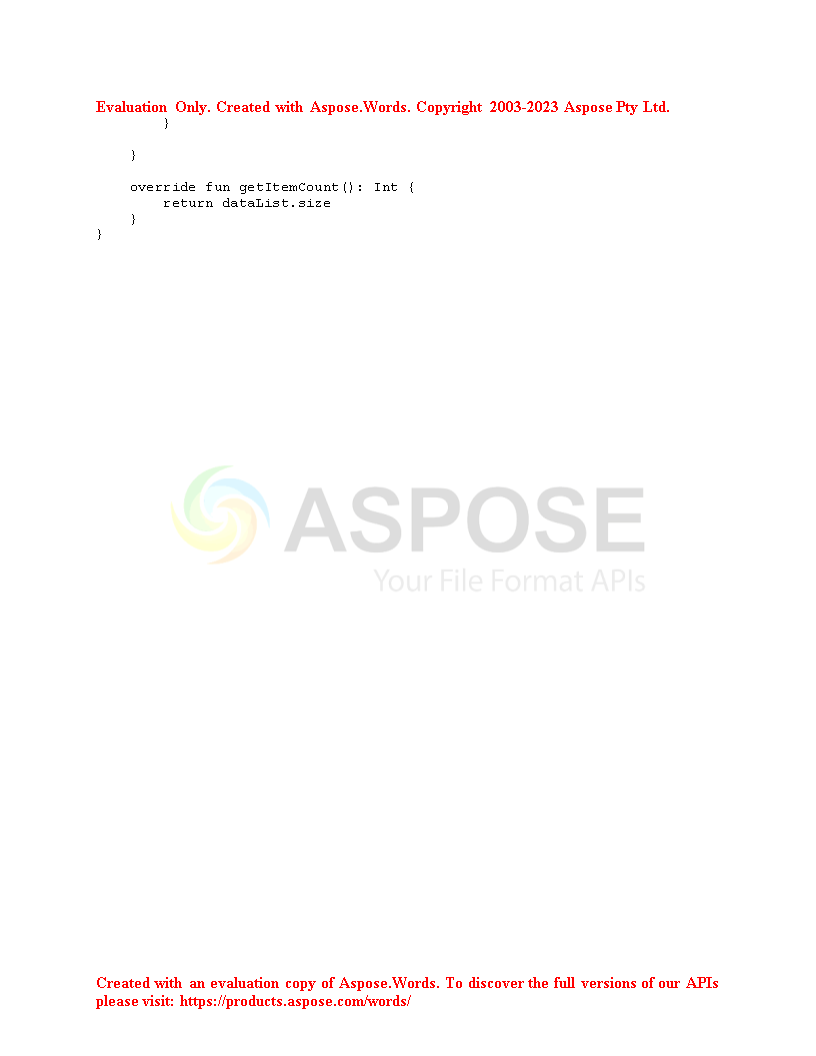 Evaluation Only. Created with Aspose.Words. Copyright 2003-2023 Aspose Pty Ltd.
        }

    }

    override fun getItemCount(): Int {
        return dataList.size
    }
}
ASPOSE
Your File Format APIs
Created with an evaluation copy of Aspose.Words. To discover the full versions of our APIs
please visit: https://products.aspose.com/words/